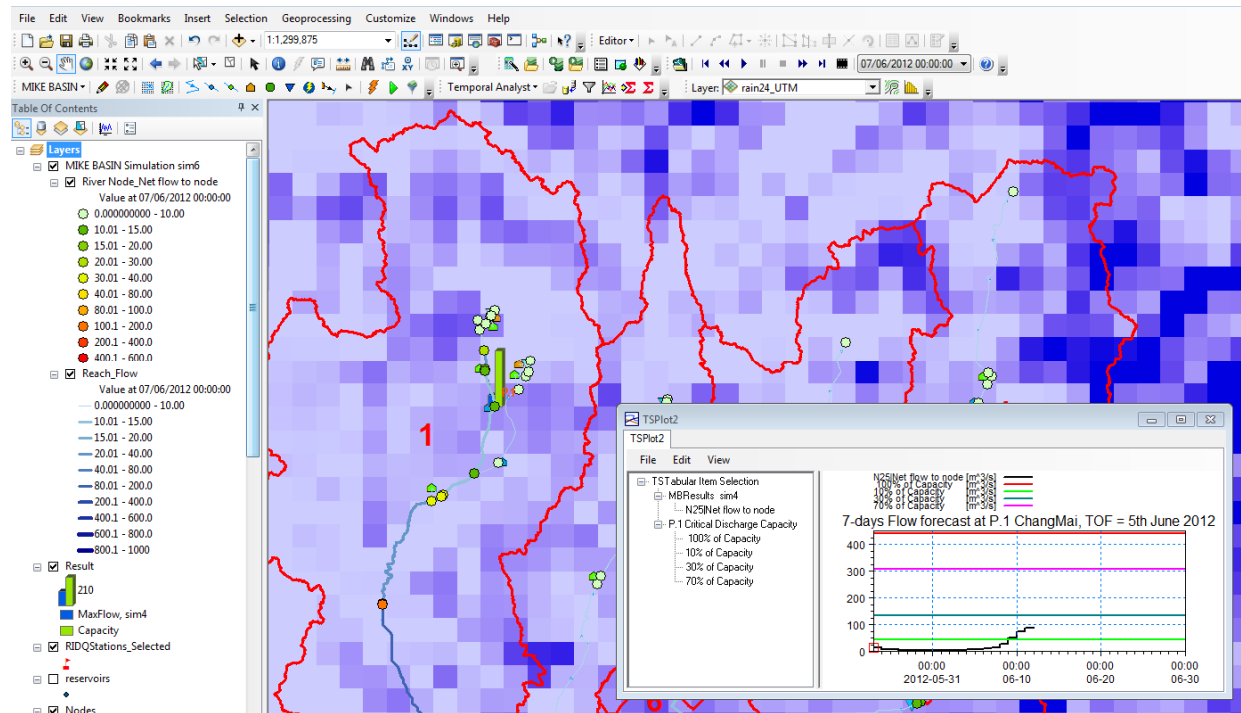 File Edit View Bookmarks Insert Selection Geoprocessing Customize Windows Help
1:1,299,875 Editor
07/06/2012 00:00:00
MIKE BASIN Temporal Analyst Layer: rain24_UTM
Table Of Contents
Layers
MIKE BASIN Simulation sim6
River Node_Net flow to node
Value at 07/06/2012 00:00:00
0.000000000 - 10.00
10.01 - 15.00
15.01 - 20.00
20.01 - 30.00
30.01 - 40.00
40.01 - 80.00
80.01 - 100.0
100.1 - 200.0
200.1 - 400.0
400.1 - 600.0
Reach_Flow
Value at 07/06/2012 00:00:00
0.000000000 - 10.00
10.01 - 15.00
15.01 - 20.00
20.01 - 40.00
40.01 - 80.00
80.01 - 200.0
200.1 - 400.0
400.1 - 600.0
600.1 - 800.0
800.1 - 1000
Result
210
MaxFlow, sim4
Capacity
RIDQStations_Selected
reservoirs
Nodes
1
TSPlot2
TSPlot2
File Edit View
TSTabular Item Selection
MBResults sim4
N25|Net flow to node
P.1 Critical Discharge Capacity
100% of Capacity
10% of Capacity
30% of Capacity
70% of Capacity
N25|Net flow to node [m^3/s]
100% of Capacity [m^3/s]
10% of Capacity [m^3/s]
30% of Capacity [m^3/s]
70% of Capacity [m^3/s]
7-days Flow forecast at P.1 ChangMai, TOF = 5th June 2012
400
300
200
100
0
00:00 00:00 00:00 00:00
2012-05-31 06-10 06-20 06-30
6